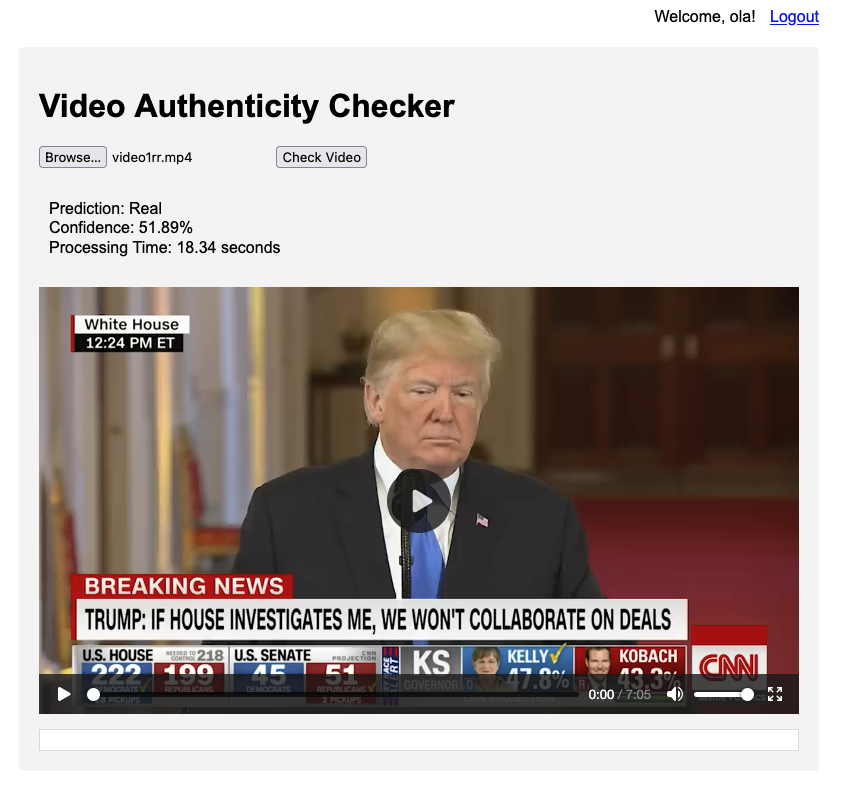 Welcome, ola! Logout
Video Authenticity Checker
Browse... video1rr.mp4 Check Video
Prediction: Real
Confidence: 51.89%
Processing Time: 18.34 seconds
White House
12:24 PM ET
BREAKING NEWS
TRUMP: IF HOUSE INVESTIGATES ME, WE WON'T COLLABORATE ON DEALS
U.S. HOUSE NEEDED TO CONTROL 218 U.S. SENATE CNN PROJECTION
222 DEMOCRATS 199 REPUBLICANS 45 DEMOCRATS 51 REPUBLICANS
PICKUPS 2 PICKUPS
KS GOVERNOR KELLY 47.8% KOBACH 43.3%
CNN
0:00 / 7:05